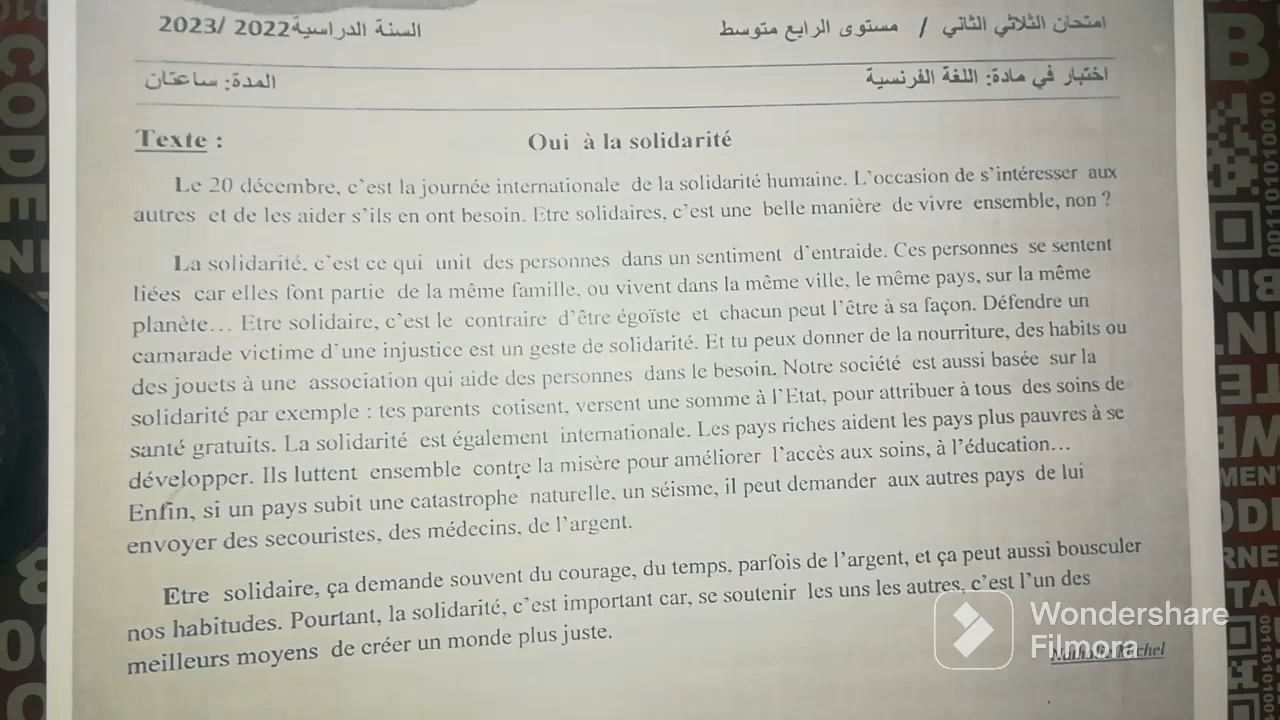 السنة الدراسية2022 /2023
امتحان الثلاثي الثاني / مستوى الرابع متوسط
المدة: ساعتان
اختبار في مادة: اللغة الفرنسية
Texte :
Oui à la solidarité
Le 20 décembre, c'est la journée internationale de la solidarité humaine. L'occasion de s'intéresser aux
autres et de les aider s'ils en ont besoin. Etre solidaires, c'est une belle manière de vivre ensemble, non ?
La solidarité, c'est ce qui unit des personnes dans un sentiment d'entraide. Ces personnes se sentent
liées car elles font partie de la même famille, ou vivent dans la même ville, le même pays, sur la même
planète... Etre solidaire, c'est le contraire d'être égoïste et chacun peut l'être à sa façon. Défendre un
camarade victime d'une injustice est un geste de solidarité. Et tu peux donner de la nourriture, des habits ou
des jouets à une association qui aide des personnes dans le besoin. Notre société est aussi basée sur la
solidarité par exemple : tes parents cotisent, versent une somme à l'Etat, pour attribuer à tous des soins de
santé gratuits. La solidarité est également internationale. Les pays riches aident les pays plus pauvres à se
développer. Ils luttent ensemble contre la misère pour améliorer l'accès aux soins, à l'éducation...
Enfin, si un pays subit une catastrophe naturelle, un séisme, il peut demander aux autres pays de lui
envoyer des secouristes, des médecins, de l'argent.
Etre solidaire, ça demande souvent du courage, du temps, parfois de l'argent, et ça peut aussi bousculer
nos habitudes. Pourtant, la solidarité, c'est important car, se soutenir les uns les autres, c'est l'un des
meilleurs moyens de créer un monde plus juste.
Wondershare
Filmora